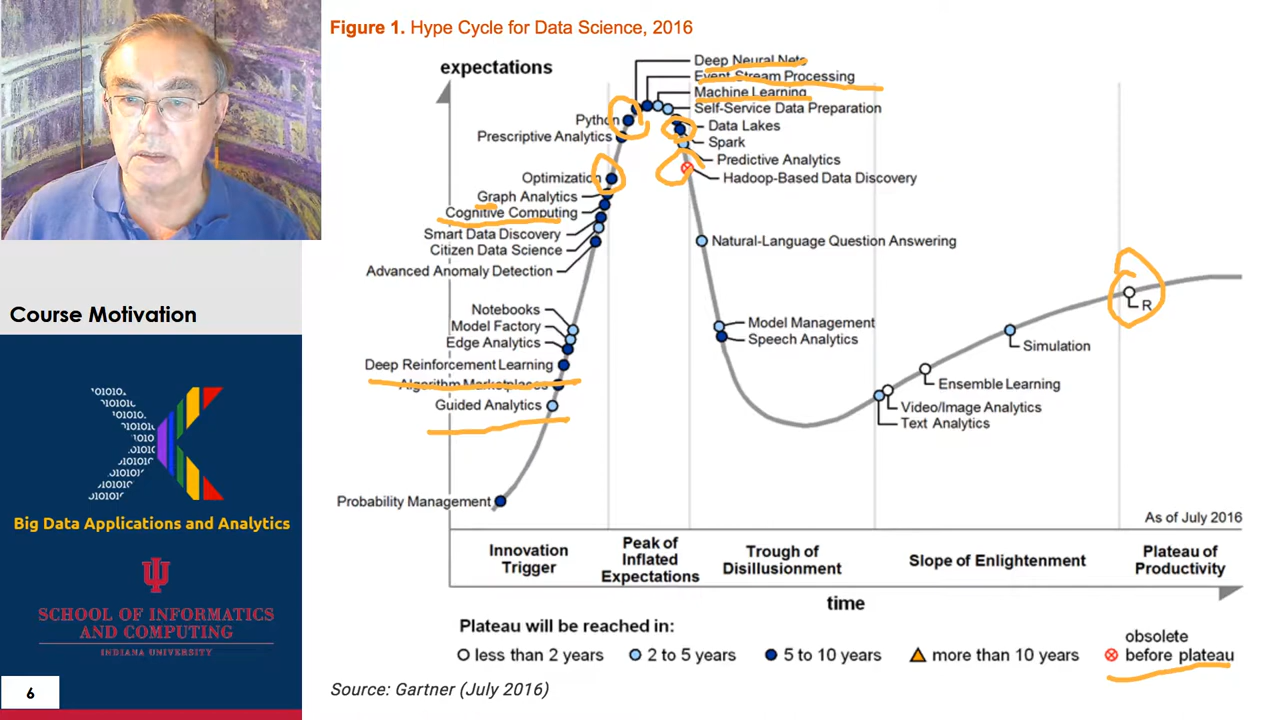 Figure 1. Hype Cycle for Data Science, 2016
expectations
Deep Neural Nets
Event Stream Processing
Machine Learning
Self-Service Data Preparation
Data Lakes
Spark
Predictive Analytics
Hadoop-Based Data Discovery
Python
Prescriptive Analytics
Optimization
Graph Analytics
Cognitive Computing
Smart Data Discovery
Citizen Data Science
Advanced Anomaly Detection
Notebooks
Model Factory
Edge Analytics
Deep Reinforcement Learning
Algorithm Marketplaces
Guided Analytics
Probability Management
Natural-Language Question Answering
Model Management
Speech Analytics
R
Simulation
Ensemble Learning
Video/Image Analytics
Text Analytics
As of July 2016
Innovation
Trigger
Peak of
Inflated
Expectations
Trough of
Disillusionment
Slope of Enlightenment
Plateau of
Productivity
time
Plateau will be reached in:
less than 2 years
2 to 5 years
5 to 10 years
more than 10 years
obsolete
before plateau
Source: Gartner (July 2016)
Course Motivation
Big Data Applications and Analytics
SCHOOL OF INFORMATICS
AND COMPUTING
INDIANA UNIVERSITY
6